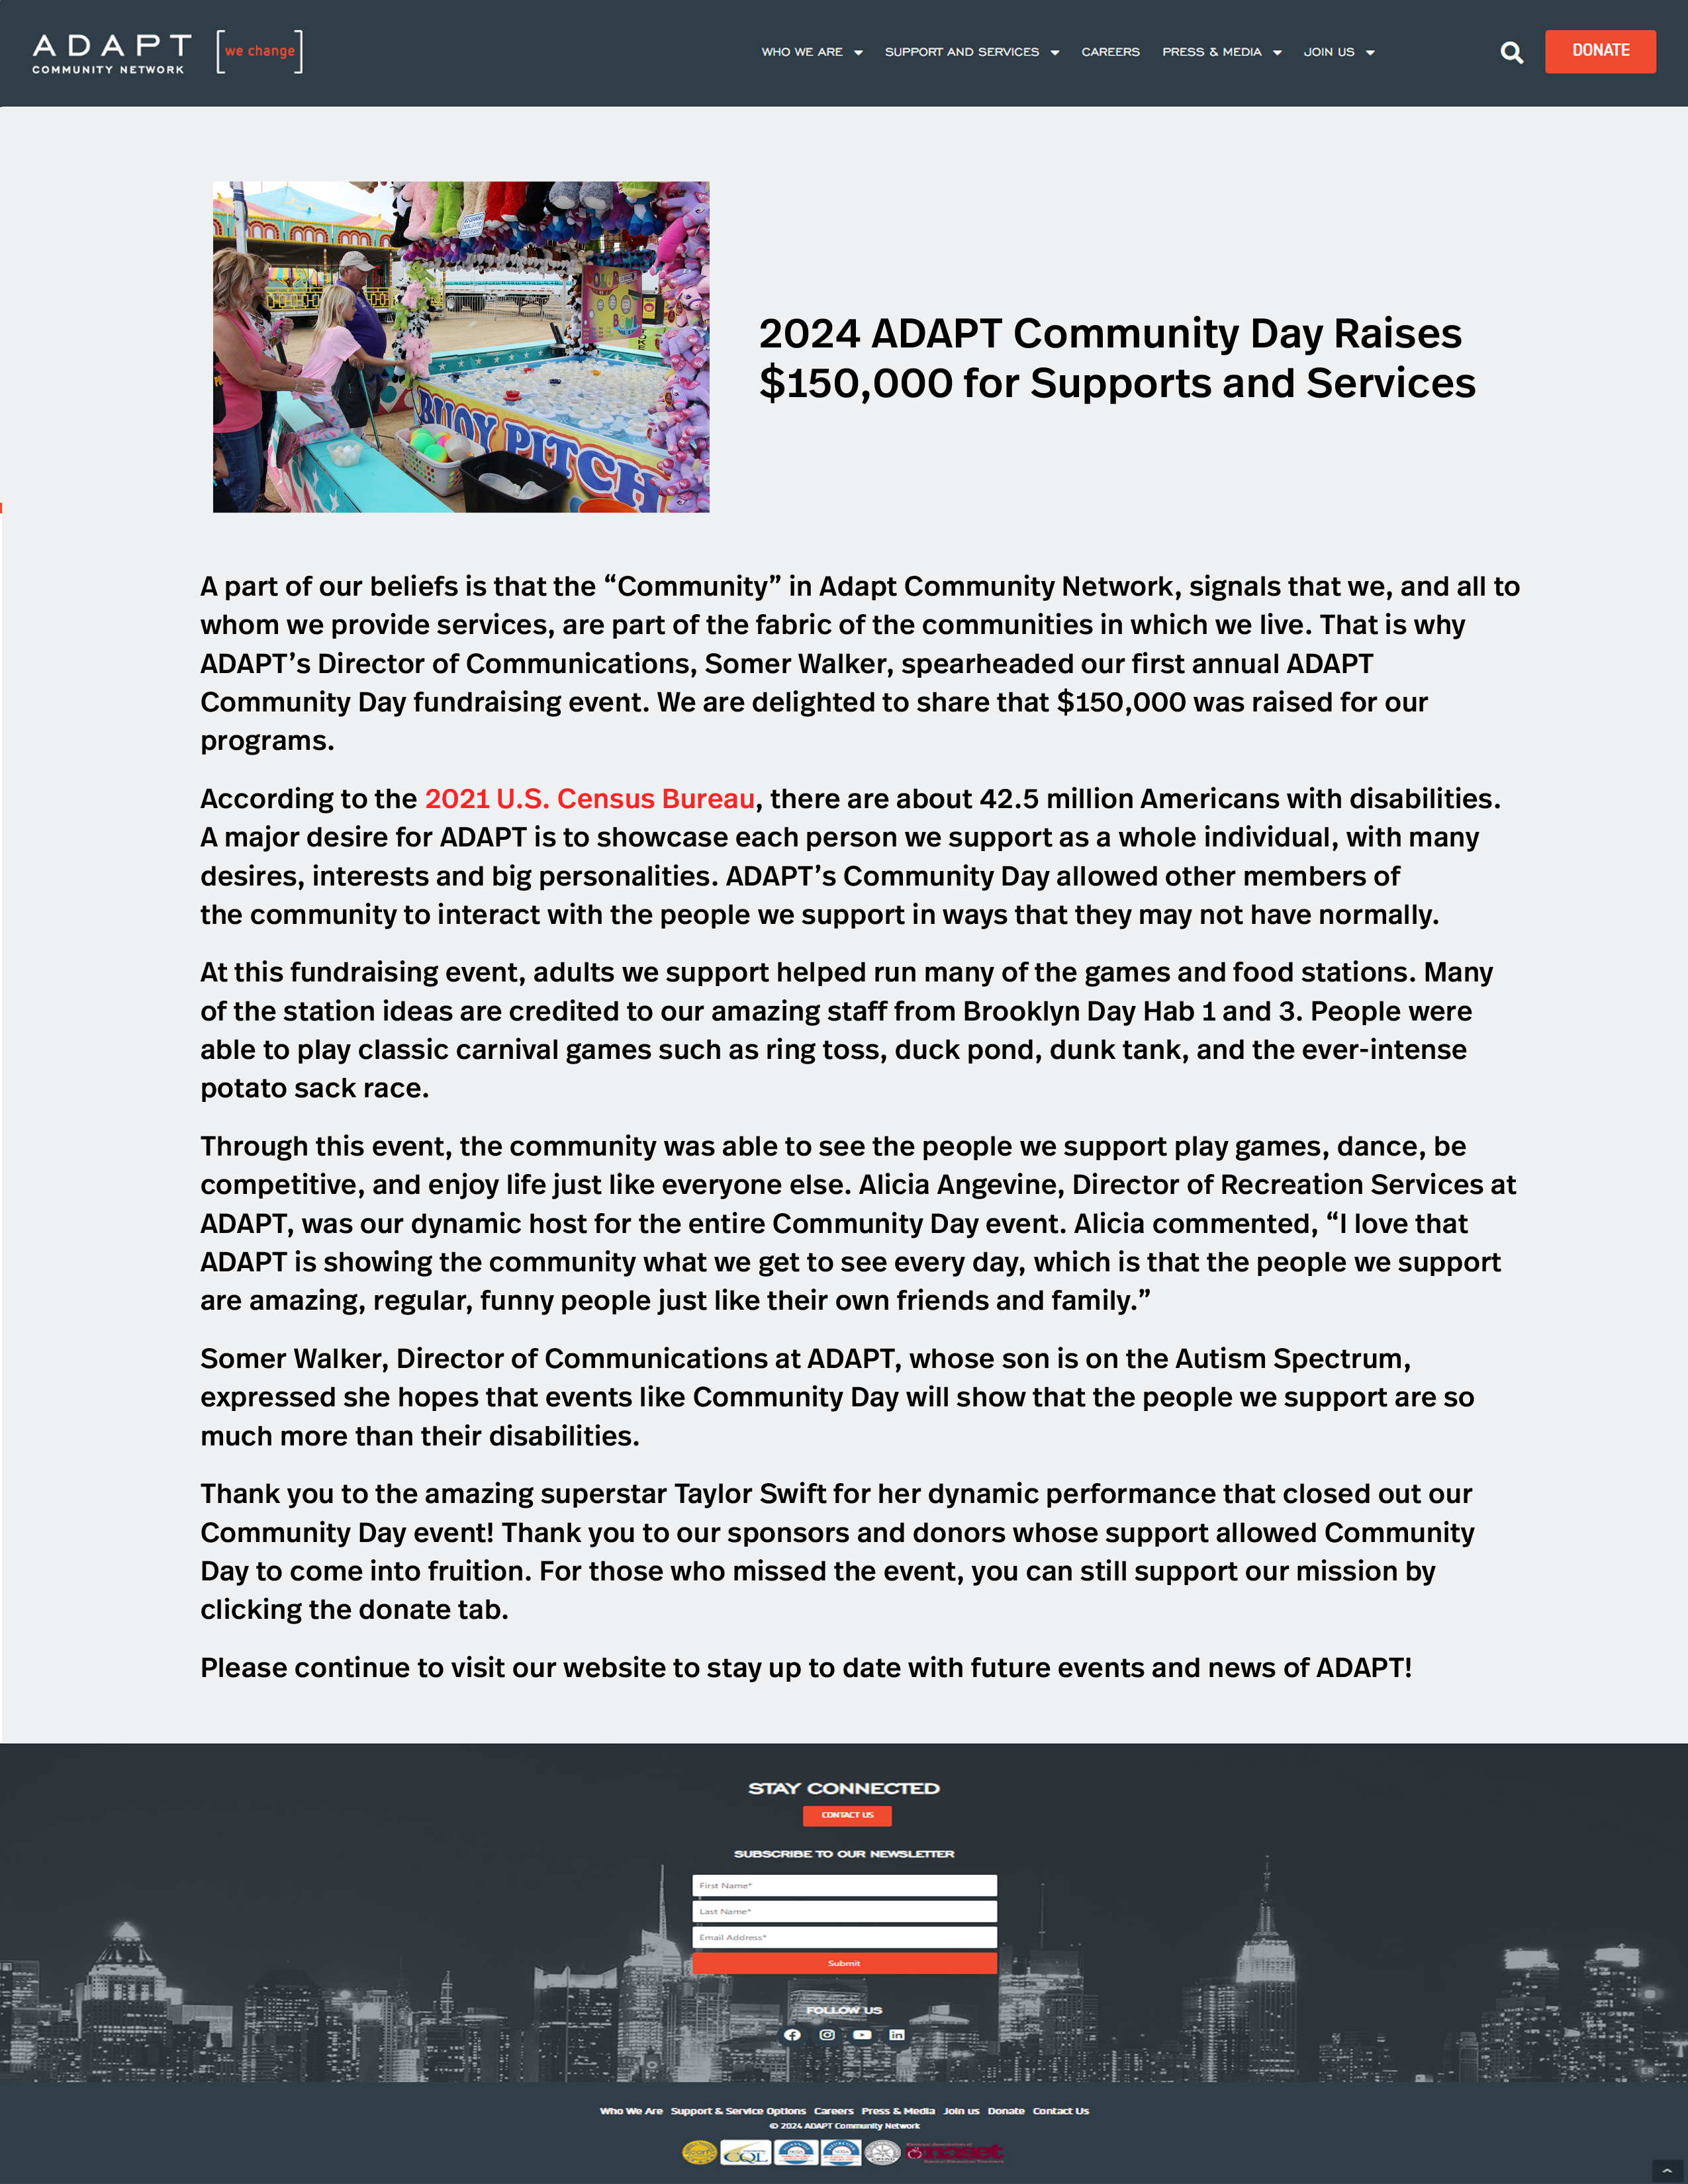 ADAPT
COMMUNITY NETWORK
we change
WHO WE ARE
SUPPORT AND SERVICES
CAREERS
PRESS & MEDIA
JOIN US
DONATE
BUOY PITCH
2024 ADAPT Community Day Raises
$150,000 for Supports and Services
A part of our beliefs is that the “Community” in Adapt Community Network, signals that we, and all to
whom we provide services, are part of the fabric of the communities in which we live. That is why
ADAPT’s Director of Communications, Somer Walker, spearheaded our first annual ADAPT
Community Day fundraising event. We are delighted to share that $150,000 was raised for our
programs.
According to the 2021 U.S. Census Bureau, there are about 42.5 million Americans with disabilities.
A major desire for ADAPT is to showcase each person we support as a whole individual, with many
desires, interests and big personalities. ADAPT’s Community Day allowed other members of
the community to interact with the people we support in ways that they may not have normally.
At this fundraising event, adults we support helped run many of the games and food stations. Many
of the station ideas are credited to our amazing staff from Brooklyn Day Hab 1 and 3. People were
able to play classic carnival games such as ring toss, duck pond, dunk tank, and the ever-intense
potato sack race.
Through this event, the community was able to see the people we support play games, dance, be
competitive, and enjoy life just like everyone else. Alicia Angevine, Director of Recreation Services at
ADAPT, was our dynamic host for the entire Community Day event. Alicia commented, “I love that
ADAPT is showing the community what we get to see every day, which is that the people we support
are amazing, regular, funny people just like their own friends and family.”
Somer Walker, Director of Communications at ADAPT, whose son is on the Autism Spectrum,
expressed she hopes that events like Community Day will show that the people we support are so
much more than their disabilities.
Thank you to the amazing superstar Taylor Swift for her dynamic performance that closed out our
Community Day event! Thank you to our sponsors and donors whose support allowed Community
Day to come into fruition. For those who missed the event, you can still support our mission by
clicking the donate tab.
Please continue to visit our website to stay up to date with future events and news of ADAPT!
STAY CONNECTED
CONTACT US
SUBSCRIBE TO OUR NEWSLETTER
First Name*
Last Name*
Email Address*
Submit
FOLLOW US
Who We Are Support & Service Options Careers Press & Media Join us Donate Contact Us
© 2024 ADAPT Community Network
CQL
naset